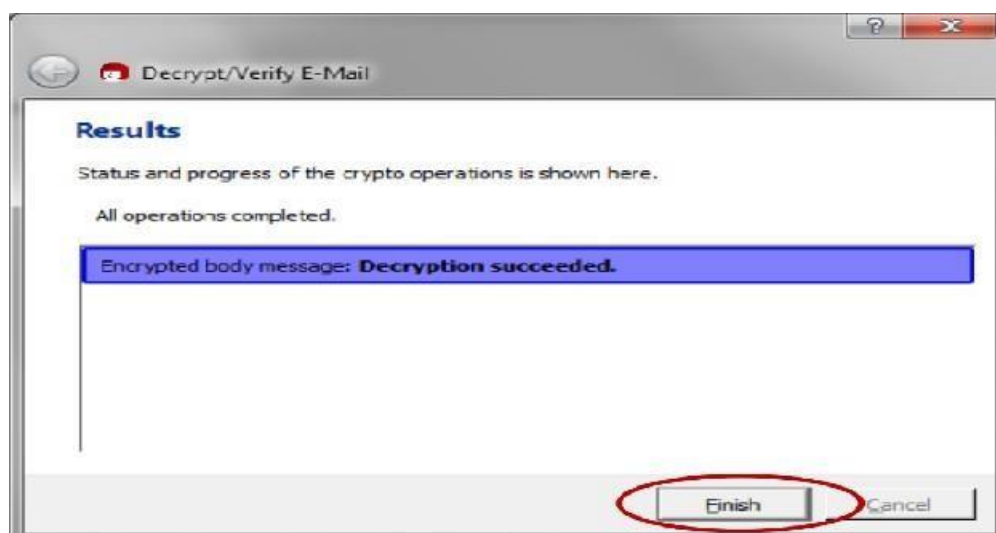 Decrypt/Verify E-Mail
Results
Status and progress of the crypto operations is shown here.
All operations completed.
Encrypted body message: Decryption succeeded.
Finish
Cancel